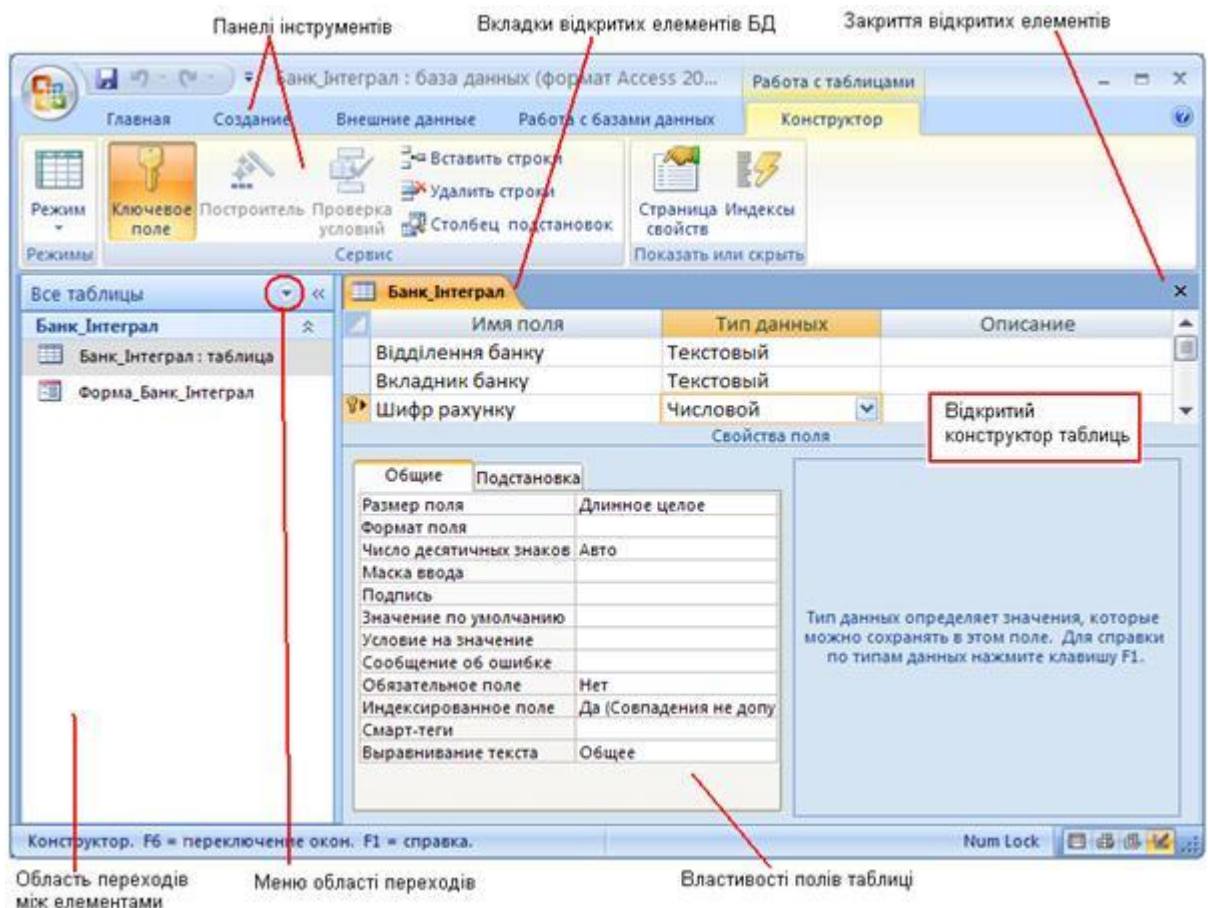 Панелі інструментів
Вкладки відкритих елементів БД
Закриття відкритих елементів
Банк_Інтеграл : база данных (формат Access 20...
Работа с таблицами
Главная
Создание
Внешние данные
Работа с базами данных
Конструктор
Режим
Ключевое поле
Построитель
Проверка условий
Вставить строки
Удалить строки
Столбец подстановок
Страница свойств
Индексы
Режимы
Сервис
Показать или скрыть
Все таблицы
Банк_Інтеграл
Банк_Інтеграл
Банк_Інтеграл : таблица
Форма_Банк_Інтеграл
Имя поля Тип данных Описание
Відділення банку Текстовый
Вкладник банку Текстовый
Шифр рахунку Числовой
Відкритий
конструктор таблиць
Свойства поля
Общие Подстановка
Размер поля Длинное целое
Формат поля
Число десятичных знаков Авто
Маска ввода
Подпись
Значение по умолчанию
Условие на значение
Сообщение об ошибке
Обязательное поле Нет
Индексированное поле Да (Совпадения не допу
Смарт-теги
Выравнивание текста Общее
Тип данных определяет значения, которые
можно сохранять в этом поле. Для справки
по типам данных нажмите клавишу F1.
Конструктор. F6 = переключение окон. F1 = справка.
Num Lock
Область переходів
між елементами
Меню області переходів
Властивості полів таблиці